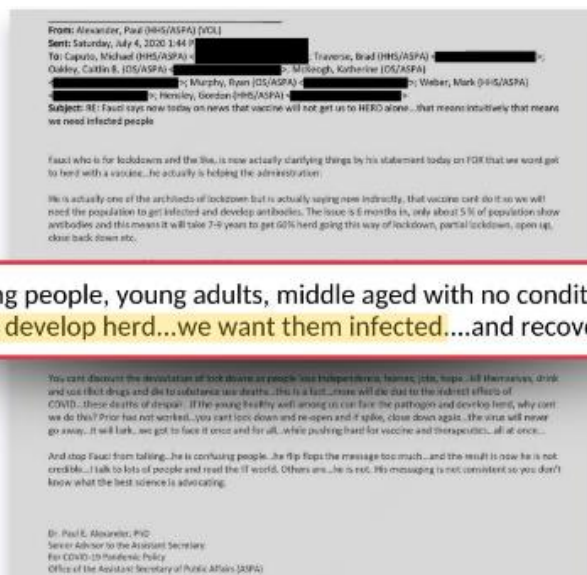 From: Alexander, Paul (HHS/ASPA) (VOL)
Sent: Saturday, July 4, 2020 1:44 P
To: Caputo, Michael (HHS/ASPA) < ; Traverse, Brad (HHS/ASPA) < >;
Oakley, Caitlin B. (OS/ASPA) < >; McKeogh, Katherine (OS/ASPA)
< >; Murphy, Ryan (OS/ASPA) < >; Weber, Mark (HHS/ASPA)
< >; Hensley, Gordon (HHS/ASPA) < >
Subject: RE: Fauci says now today on news that vaccine will not get us to HERD alone...that means intuitively that means
we need infected people
Fauci who is for lockdowns and the like, is now actually clarifying things by his statement today on FOX that we wont get
to herd with a vaccine...he actually is helping the administration.
He is actually one of the architects of lockdown but is actually saying now indirectly, that vaccine cant do it so we will
need the population to get infected and develop antibodies. The issue is 6 months in, only about 5 % of population show
antibodies and this means it will take 7-9 years to get 60% herd going this way of lockdown, partial lockdown, open up,
close back down etc.
ng people, young adults, middle aged with no condit
develop herd...we want them infected....and recove
You cant discount the devastation of lock downs as people lose independence, homes, jobs, hope...kill themselves, drink
and use illicit drugs and die to substance use deaths...this is a fact...more will die due to the indirect effects of
COVID...these deaths of despair. If the young healthy well among us can face the pathogen and develop herd, why cant
we do this? Prior has not worked...you cant lock down and re-open and if spike, close down again...the virus will never
go away...it will lurk...we got to face it once and for all...while pushing hard for vaccine and therapeutics...all at once...
And stop Fauci from talking...he is confusing people...he flip flops the message too much...and the result is now he is not
credible...I talk to lots of people and read the IT world. Others are...he is not. His messaging is not consistent so you don't
know what the best science is advocating.
Dr. Paul E. Alexander, PhD
Senior Advisor to the Assistant Secretary
For COVID-19 Pandemic Policy
Office of the Assistant Secretary of Public Affairs (ASPA)